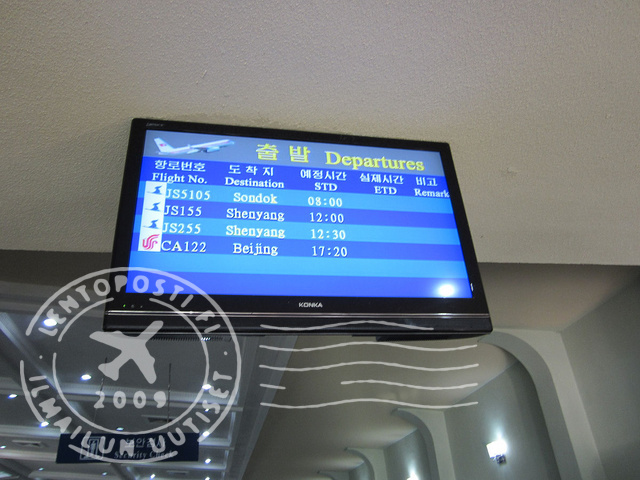 출 발 Departures
항로번호 도 착 지 예정시간 실제시간 비고
Flight No. Destination STD ETD Remark
JS5105 Sondok 08:00
JS155 Shenyang 12:00
JS255 Shenyang 12:30
CA122 Beijing 17:20
KONKA
LENTOPOSTI.FI
2009
ILMAILUN UUTISET